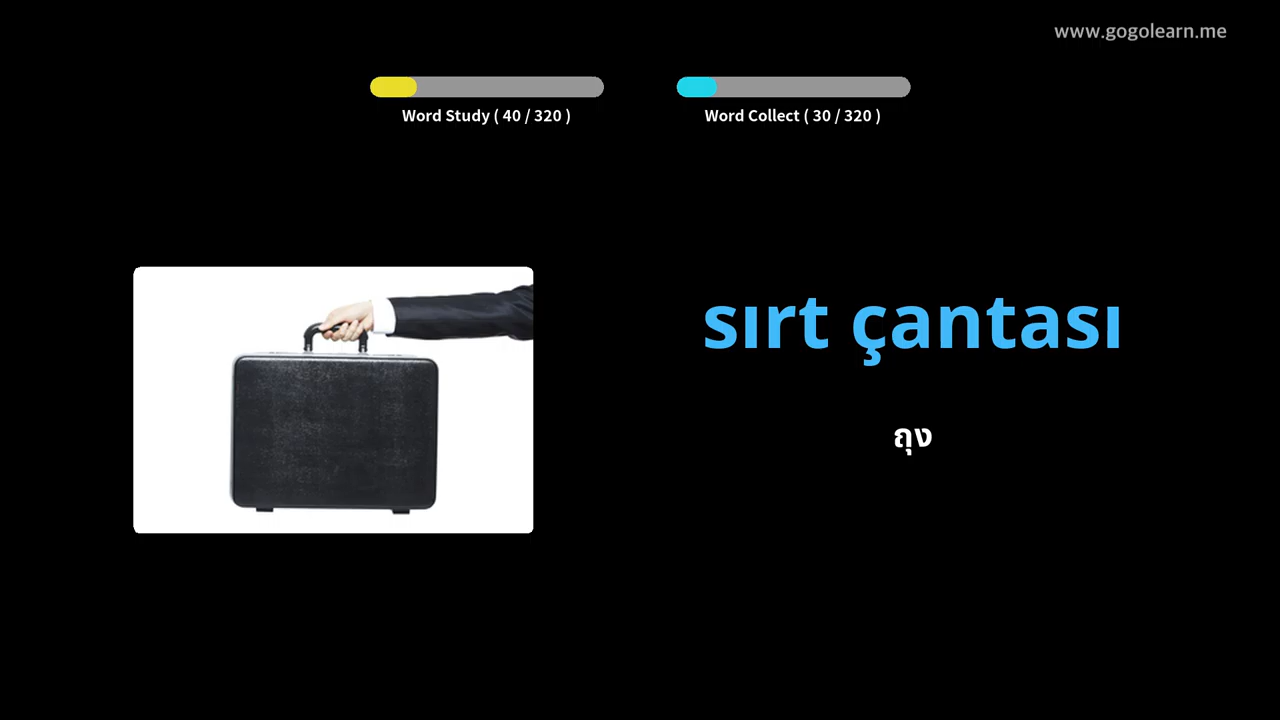 www.gogolearn.me
Word Study ( 40 / 320 )
Word Collect ( 30 / 320 )
sırt çantası
ถุง